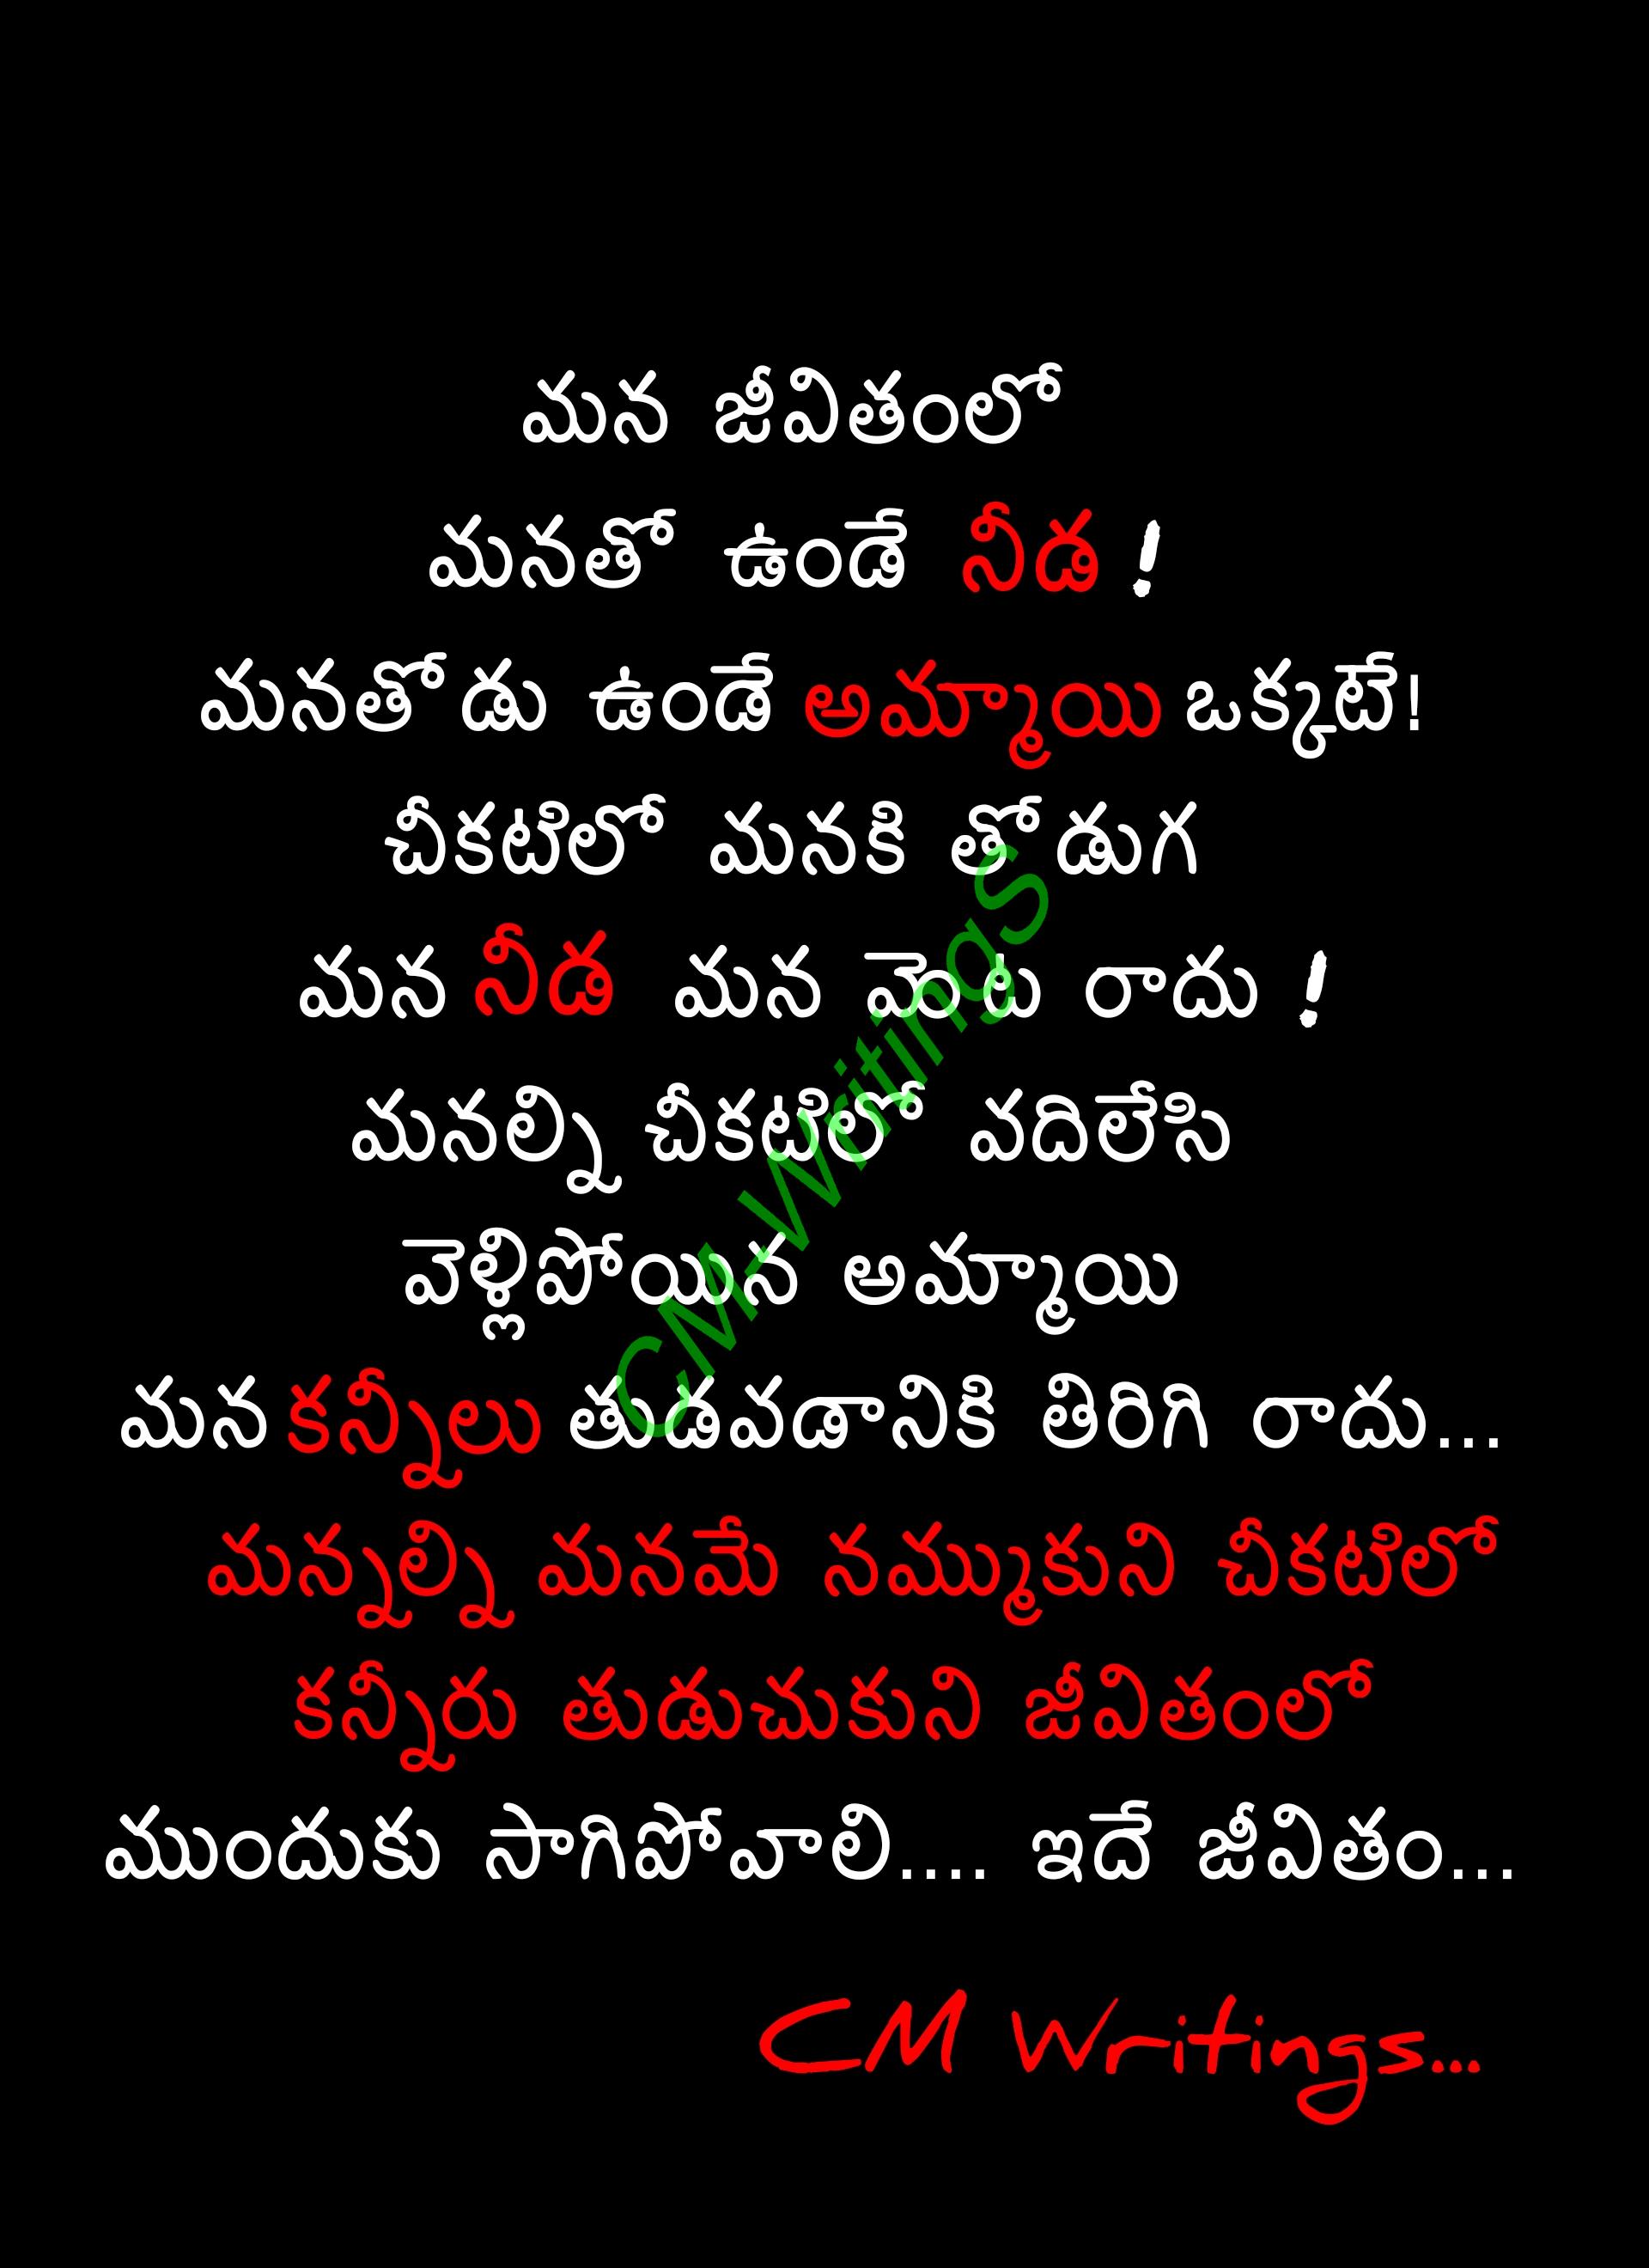 మన జీవితంలో
మనతో ఉండే నీడ !
మనతోడు ఉండే అమ్మాయి ఒక్కటే!
చీకటిలో మనకి తోడుగ
మన నీడ మన వెంట రాదు !
మనల్ని చీకటిలో వదిలేసి
వెళ్లిపోయిన అమ్మాయి
మన కన్నీలు తుడవడానికి తిరిగి రాదు...
మన్నల్ని మనమే నమ్ముకుని చీకటిలో
కన్నీరు తుడుచుకుని జీవితంలో
ముందుకు సాగిపోవాలి.... ఇదే జీవితం...
CM Writings...
CM-WritingS